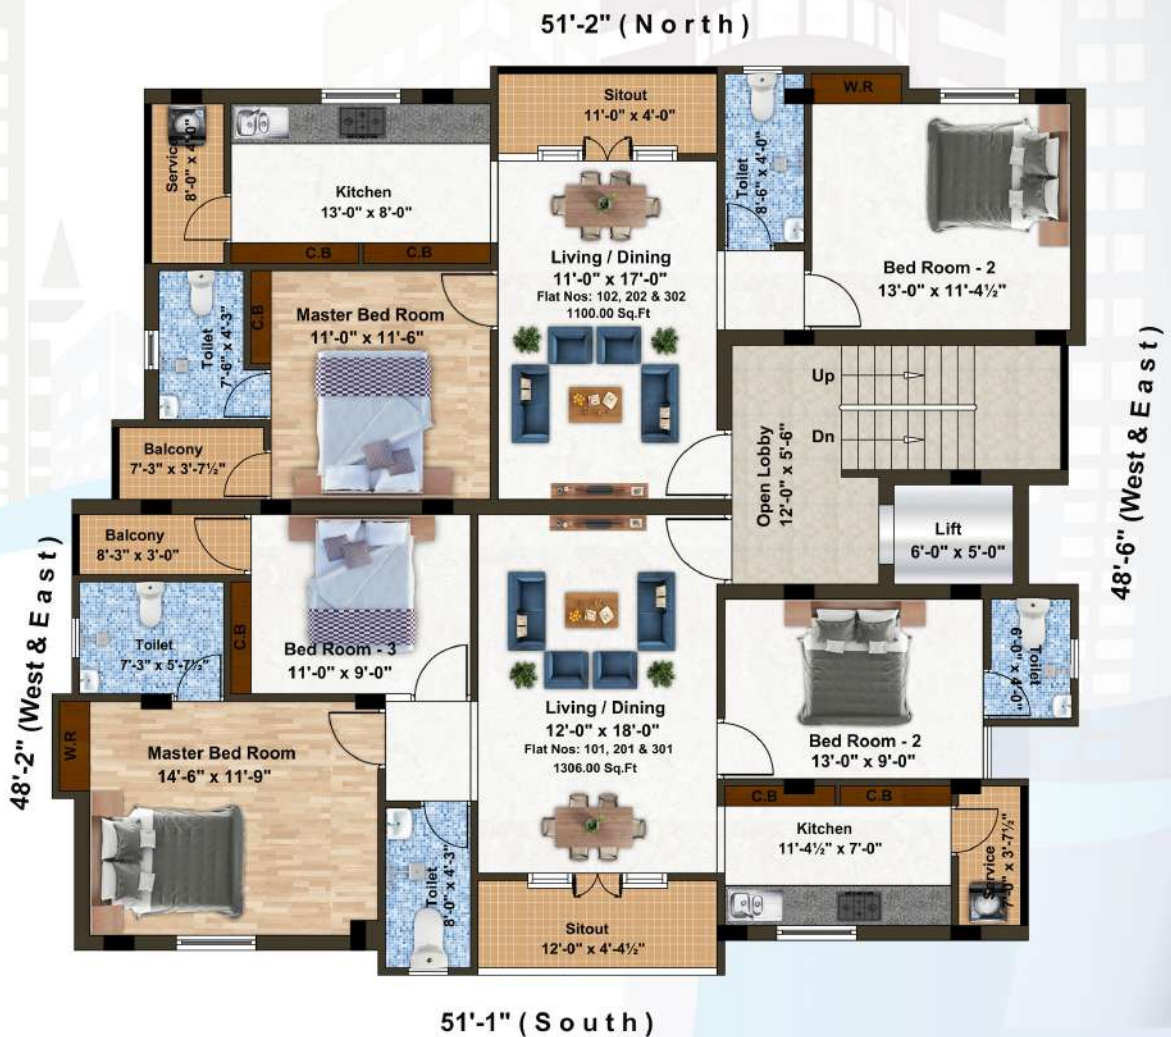 51'-2" ( N o r t h )
Sitout
11'-0" x 4'-0"
W.R
Service
8'-0" x 4'-0"
Toilet
8'-6" x 4'-0"
Kitchen
13'-0" x 8'-0"
C.B
C.B
Living / Dining
11'-0" x 17'-0"
Flat Nos: 102, 202 & 302
1100.00 Sq.Ft
Bed Room - 2
13'-0" x 11'-4½"
C.B
Master Bed Room
11'-0" x 11'-6"
Toilet
7'-6" x 4'-3"
Up
Dn
Open Lobby
12'-0" x 5'-6"
Balcony
7'-3" x 3'-7½"
48'-6" (West & E a s t )
Lift
6'-0" x 5'-0"
Balcony
8'-3" x 3'-0"
48'-2" (West & E a s t )
Toilet
7'-3" x 5'-7½"
C.B
Bed Room - 3
11'-0" x 9'-0"
Toilet
6'-0" x 4'-0"
Living / Dining
12'-0" x 18'-0"
Flat Nos: 101, 201 & 301
1306.00 Sq.Ft
Bed Room - 2
13'-0" x 9'-0"
W.R
Master Bed Room
14'-6" x 11'-9"
C.B
C.B
Kitchen
11'-4½" x 7'-0"
Service
7'-0" x 3'-7½"
Toilet
8'-0" x 4'-3"
Sitout
12'-0" x 4'-4½"
51'-1" ( S o u t h )